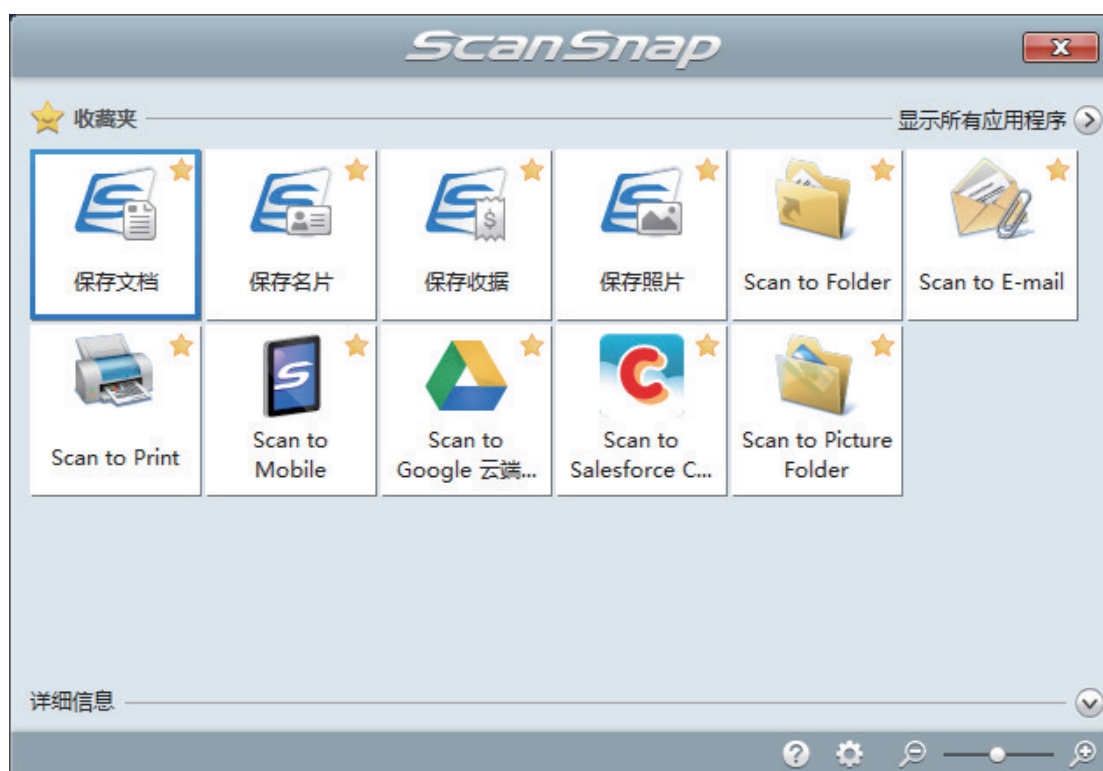 ScanSnap
收藏夹
显示所有应用程序
保存文档
保存名片
保存收据
保存照片
Scan to Folder
Scan to E-mail
Scan to Print
Scan to
Mobile
Scan to
Google 云端...
Scan to
Salesforce C...
Scan to Picture
Folder
详细信息